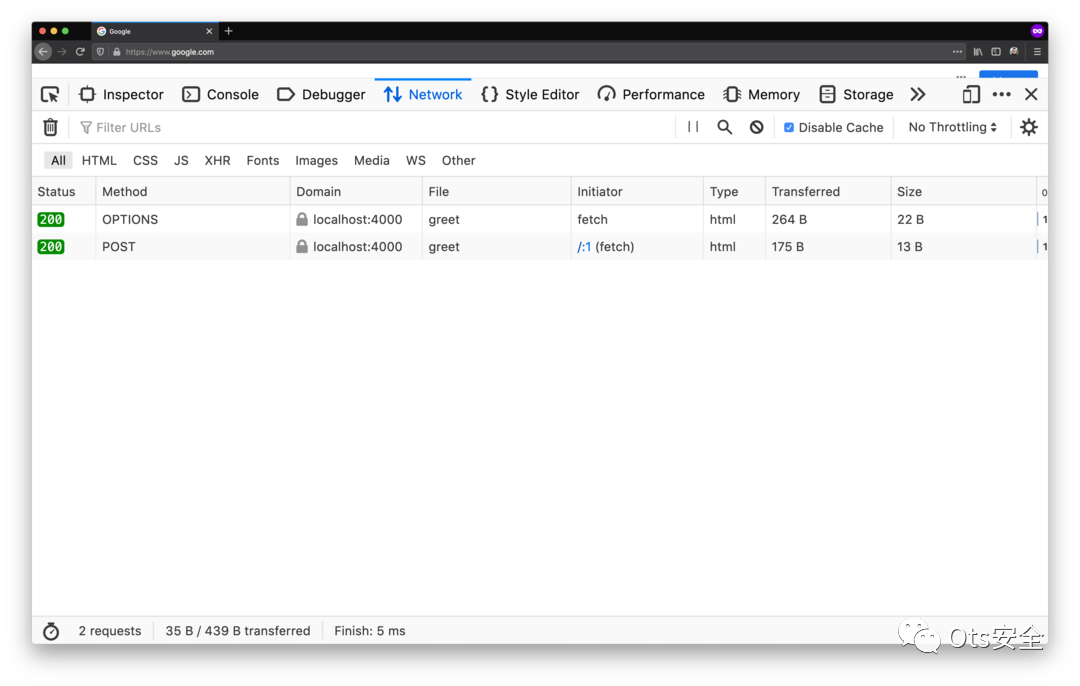 Google
https://www.google.com
Inspector Console Debugger Network Style Editor Performance Memory Storage
Filter URLs Disable Cache No Throttling
All HTML CSS JS XHR Fonts Images Media WS Other
Status Method Domain File Initiator Type Transferred Size 0
200 OPTIONS localhost:4000 greet fetch html 264 B 22 B 1
200 POST localhost:4000 greet /:1 (fetch) html 175 B 13 B 1
2 requests 35 B / 439 B transferred Finish: 5 ms
Ots安全